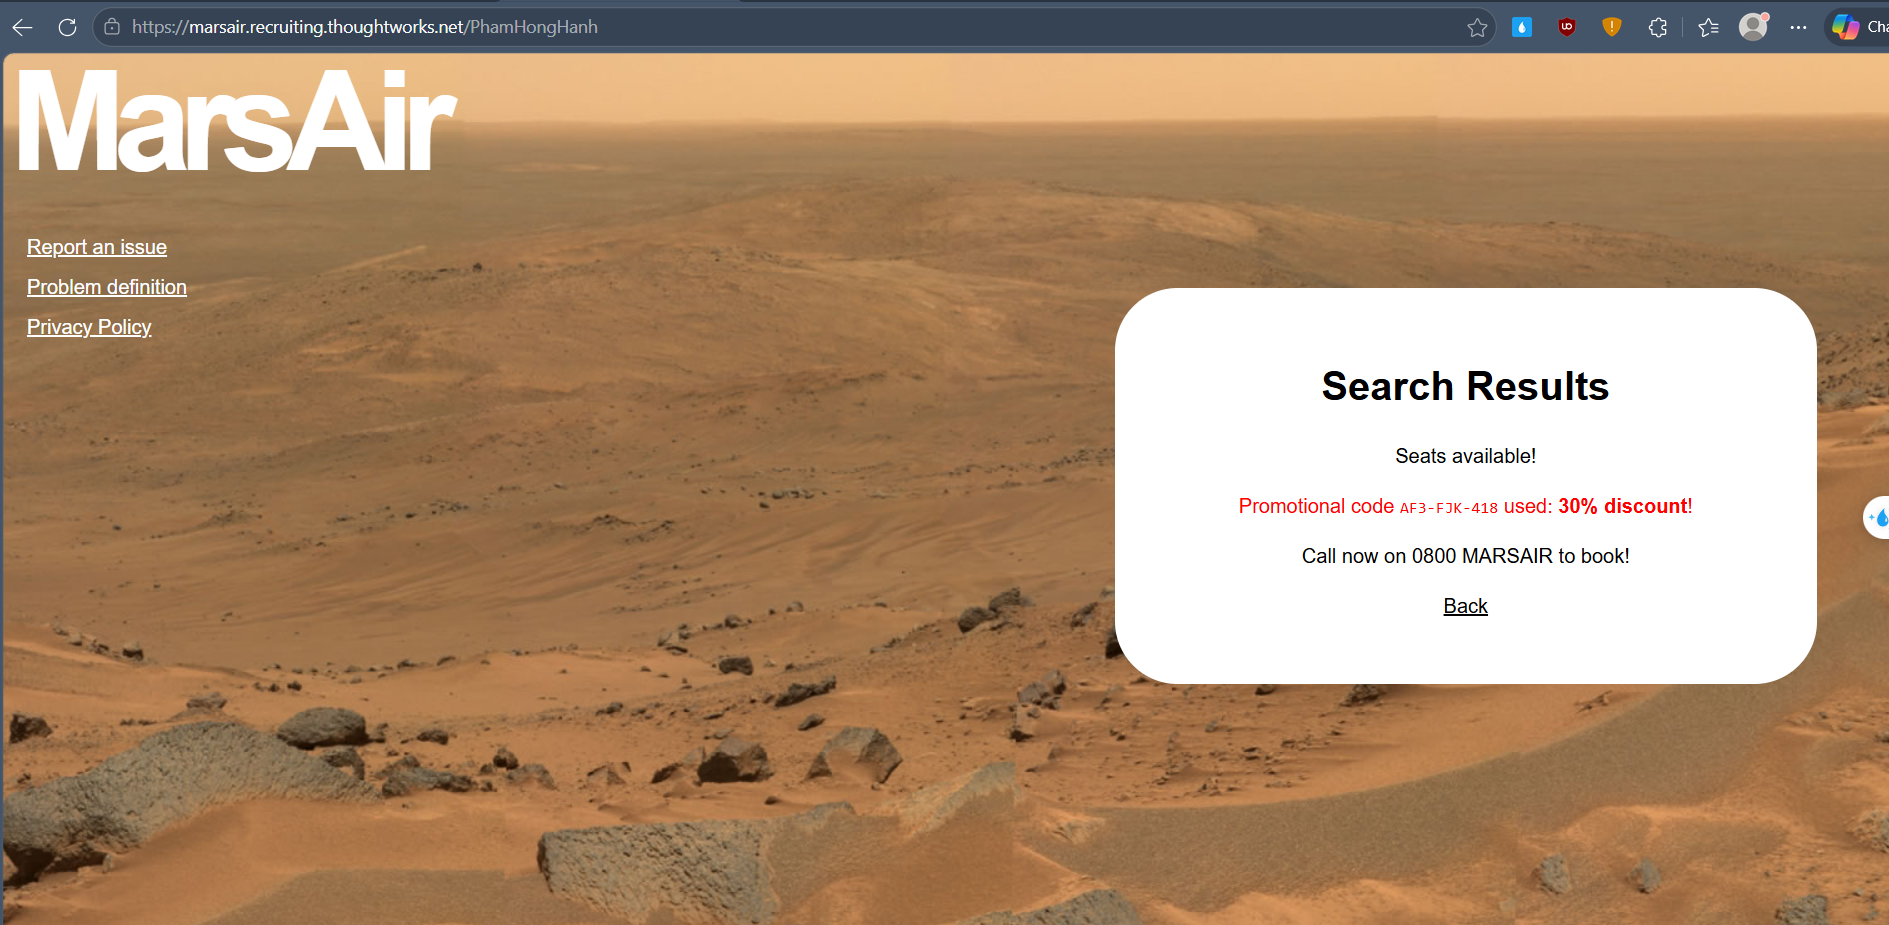 https://marsair.recruiting.thoughtworks.net/PhamHongHanh
Cha
MarsAir
Report an issue
Problem definition
Privacy Policy
Search Results
Seats available!
Promotional code AF3-FJK-418 used: 30% discount!
Call now on 0800 MARSAIR to book!
Back